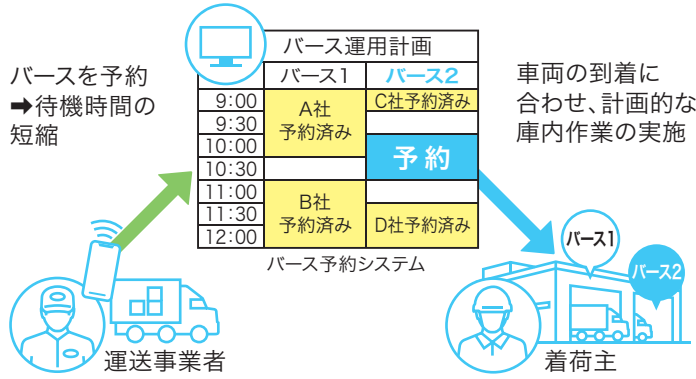 バースを予約
➡待機時間の
短縮
バース運用計画
バース1
バース2
9:00
9:30
10:00
10:30
11:00
11:30
12:00
A社
予約済み
B社
予約済み
C社予約済み
予約
D社予約済み
バース予約システム
車両の到着に
合わせ、計画的な
庫内作業の実施
バース1
バース2
運送事業者
着荷主